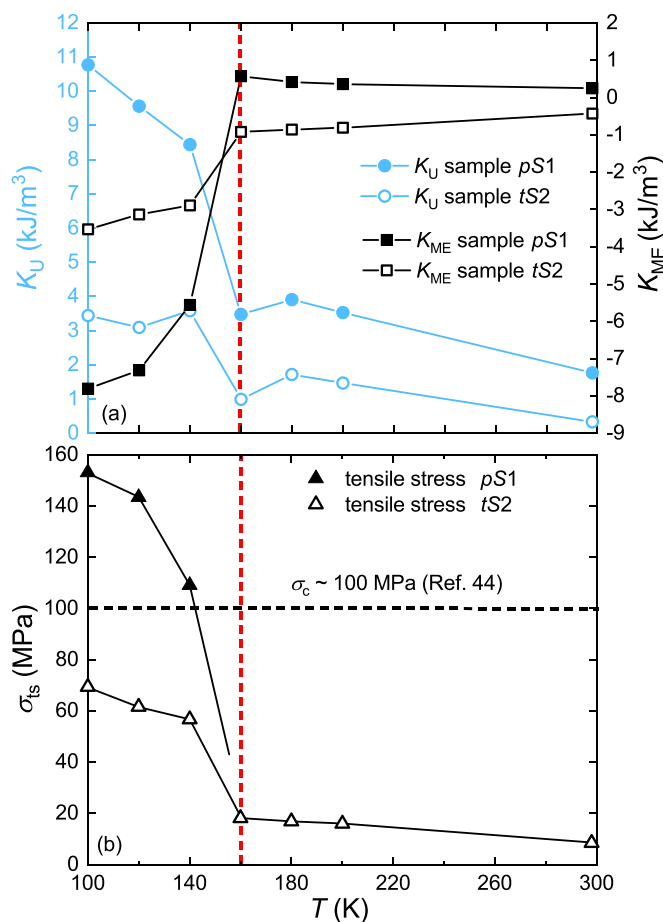 12
11
10
9
8
7
6
5
4
3
2
1
0
K_U (kJ/m³)
2
1
0
-1
-2
-3
-4
-5
-6
-7
-8
-9
K_ME (kJ/m³)
K_U sample pS1
K_U sample tS2
K_ME sample pS1
K_ME sample tS2
(a)
160
140
120
100
80
60
40
20
0
σ_ts (MPa)
tensile stress pS1
tensile stress tS2
σ_c ~ 100 MPa (Ref. 44)
(b)
100 140 180 220 260 300
T (K)